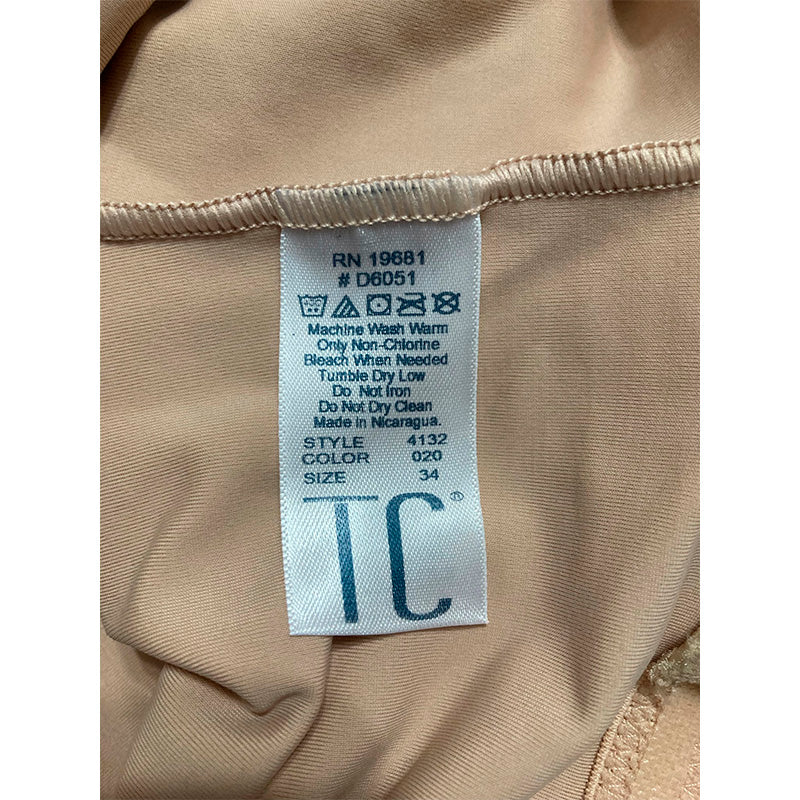 RN 19681
# D6051
Machine Wash Warm
Only Non-Chlorine
Bleach When Needed
Tumble Dry Low
Do Not Iron
Do Not Dry Clean
Made in Nicaragua.
STYLE 4132
COLOR 020
SIZE 34
TC®